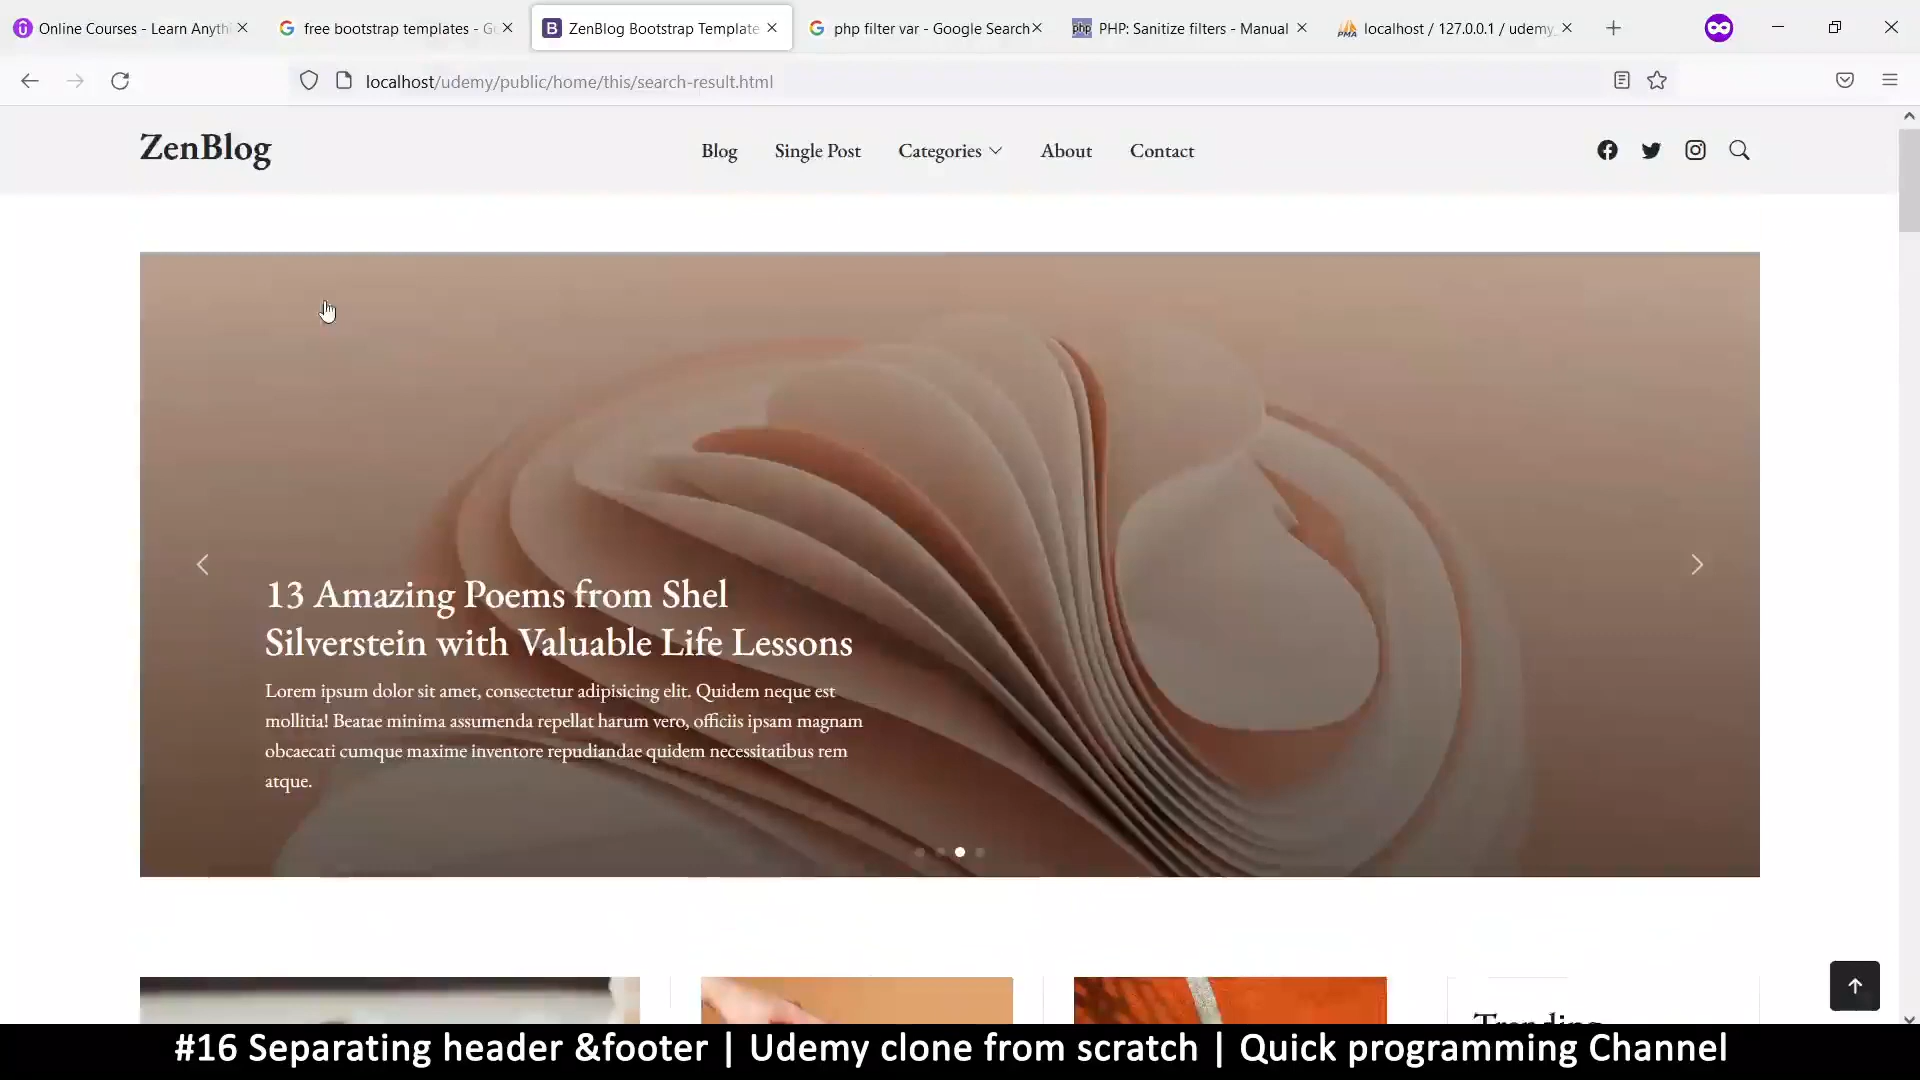 Online Courses - Learn Anythi
free bootstrap templates - Go
ZenBlog Bootstrap Template
php filter var - Google Search
PHP: Sanitize filters - Manual
localhost / 127.0.0.1 / udemy_
localhost/udemy/public/home/this/search-result.html
ZenBlog
Blog
Single Post
Categories
About
Contact
13 Amazing Poems from Shel
Silverstein with Valuable Life Lessons
Lorem ipsum dolor sit amet, consectetur adipisicing elit. Quidem neque est
mollitia! Beatae minima assumenda repellat harum vero, officiis ipsam magnam
obcaecati cumque maxime inventore repudiandae quidem necessitatibus rem
atque.
Trending
#16 Separating header &footer | Udemy clone from scratch | Quick programming Channel